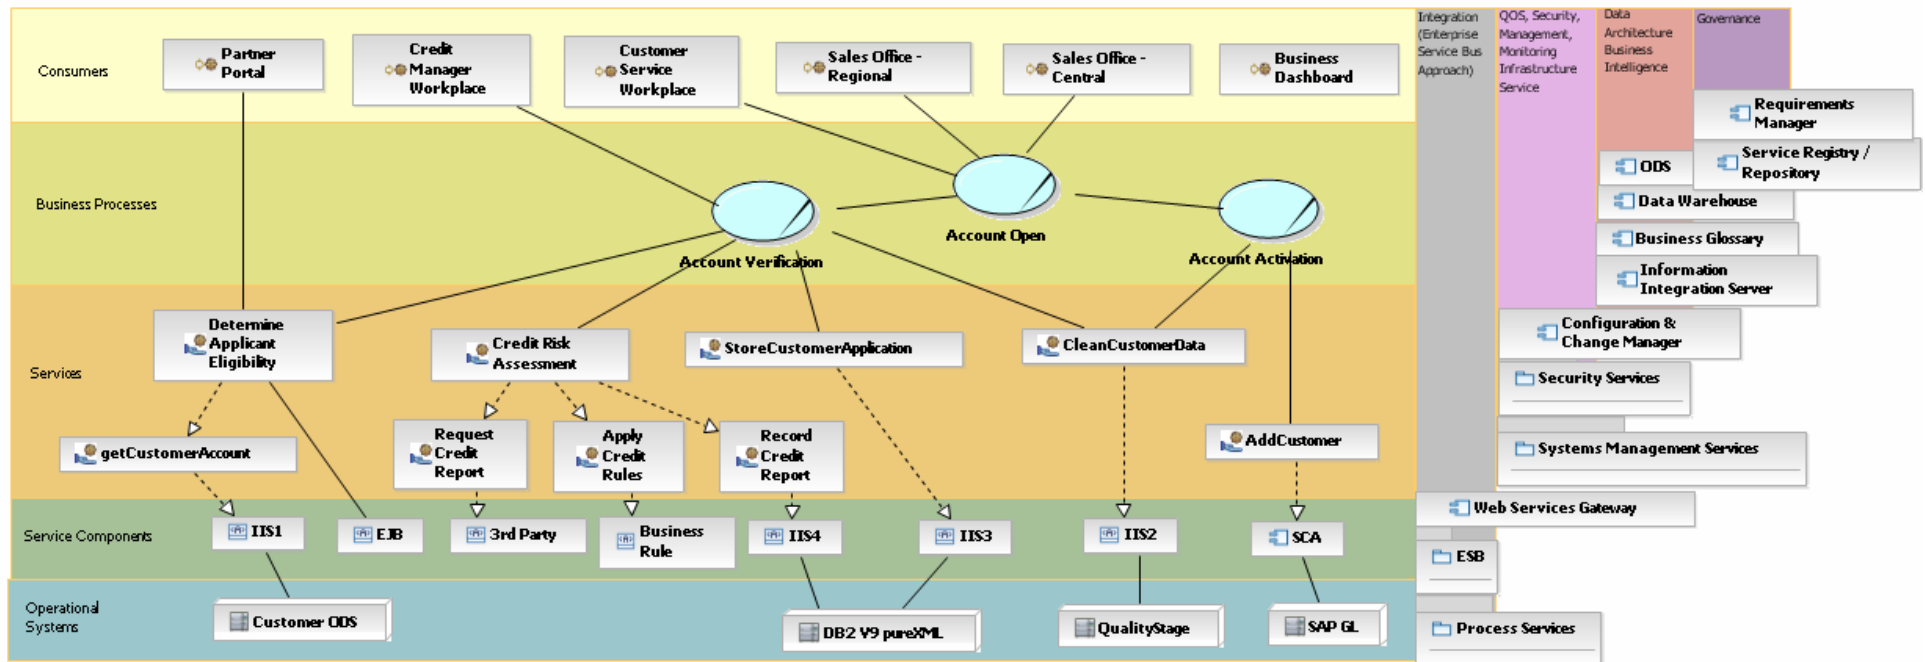 Consumers
Partner
Portal
Credit
Manager
Workplace
Customer
Service
Workplace
Sales Office -
Regional
Sales Office -
Central
Business
Dashboard
Integration
(Enterprise
Service Bus
Approach)
QOS, Security,
Management,
Monitoring
Infrastructure
Service
Data
Architecture
Business
Intelligence
Governance
Requirements
Manager
Service Registry /
Repository
ODS
Data Warehouse
Business Glossary
Information
Integration Server
Configuration &
Change Manager
Security Services
Systems Management Services
Web Services Gateway
ESB
Process Services
Business Processes
Account Verification
Account Open
Account Activation
Services
Determine
Applicant
Eligibility
Credit Risk
Assessment
StoreCustomerApplication
CleanCustomerData
getCustomerAccount
Request
Credit
Report
Apply
Credit
Rules
Record
Credit
Report
AddCustomer
Service Components
IIS1
EJB
3rd Party
Business
Rule
IIS4
IIS3
IIS2
SCA
Operational
Systems
Customer ODS
DB2 V9 pureXML
QualityStage
SAP GL